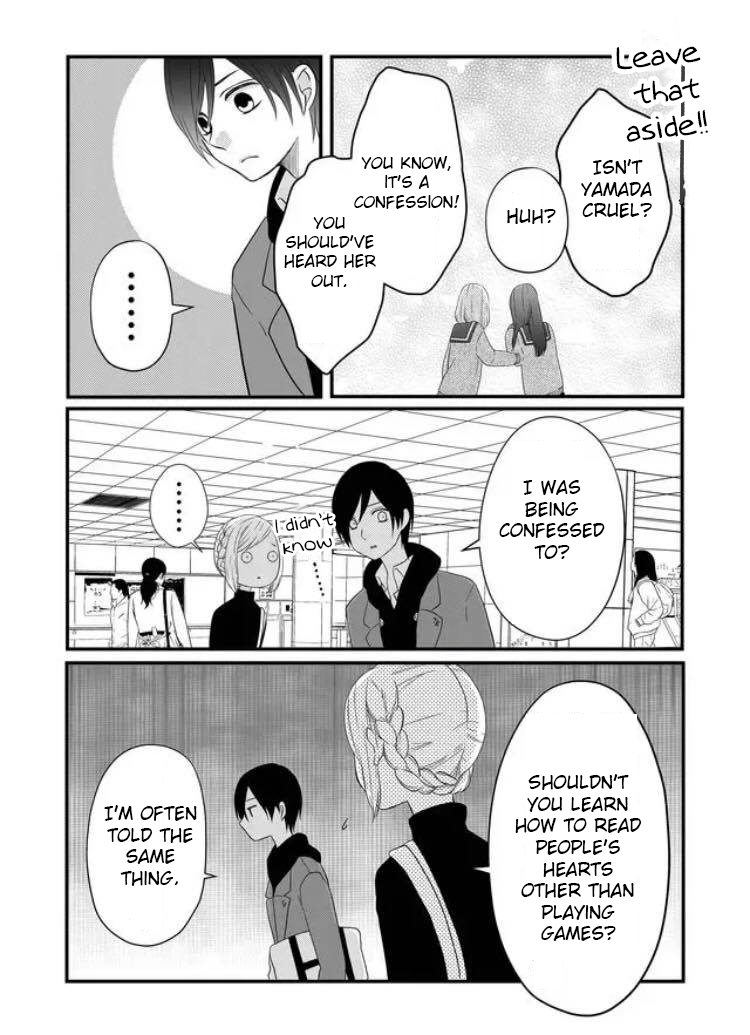 Leave
that
aside!!
ISN'T
YAMADA
CRUEL?
HUH?
YOU KNOW,
IT'S A
CONFESSION!
YOU
SHOULD'VE
HEARD HER
OUT.
.......
I WAS
BEING
CONFESSED
TO?
I didn't
know
......
.....
SHOULDN'T
YOU LEARN
HOW TO READ
PEOPLE'S
HEARTS
OTHER THAN
PLAYING
GAMES?
I'M OFTEN
TOLD THE
SAME
THING.